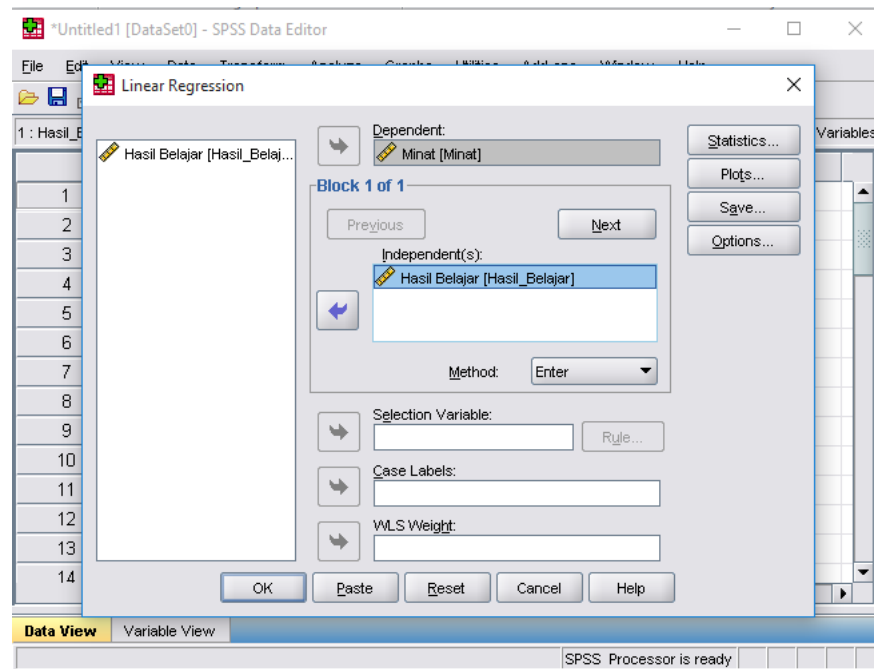 *Untitled1 [DataSet0] - SPSS Data Editor
File
Linear Regression
1 : Hasil_
Variables
Hasil Belajar [Hasil_Belaj...
Dependent:
Minat [Minat]
Block 1 of 1
Previous
Next
Independent(s):
Hasil Belajar [Hasil_Belajar]
Method:
Enter
Selection Variable:
Rule...
Case Labels:
WLS Weight:
Statistics...
Plots...
Save...
Options...
1
2
3
4
5
6
7
8
9
10
11
12
13
14
OK
Paste
Reset
Cancel
Help
Data View
Variable View
SPSS Processor is ready